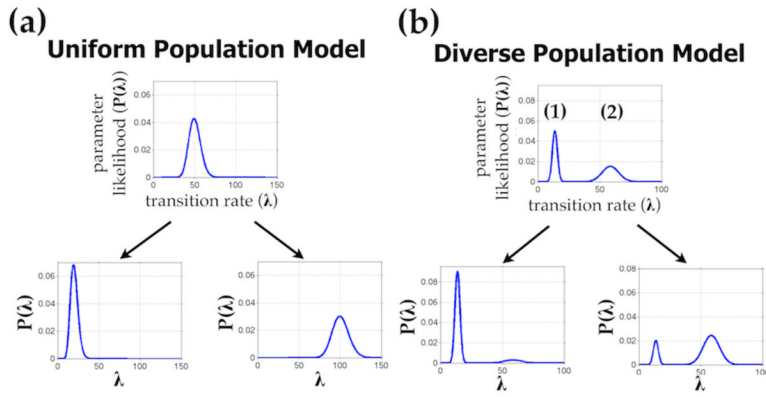 (a)
Uniform Population Model
parameter
likelihood (P(λ))
0.06
0.04
0.02
0
0 50 100 150
transition rate (λ)
P(λ)
0.06
0.04
0.02
0
0 50 100 150
λ
P(λ)
0.06
0.04
0.02
0
0 50 100 150
λ
(b)
Diverse Population Model
parameter
likelihood (P(λ))
(1) (2)
0.08
0.06
0.04
0.02
0
0 50 100
transition rate (λ)
P(λ)
0.08
0.06
0.04
0.02
0
0 50 100
λ
P(λ)
0.08
0.06
0.04
0.02
0
0 50 100
λ